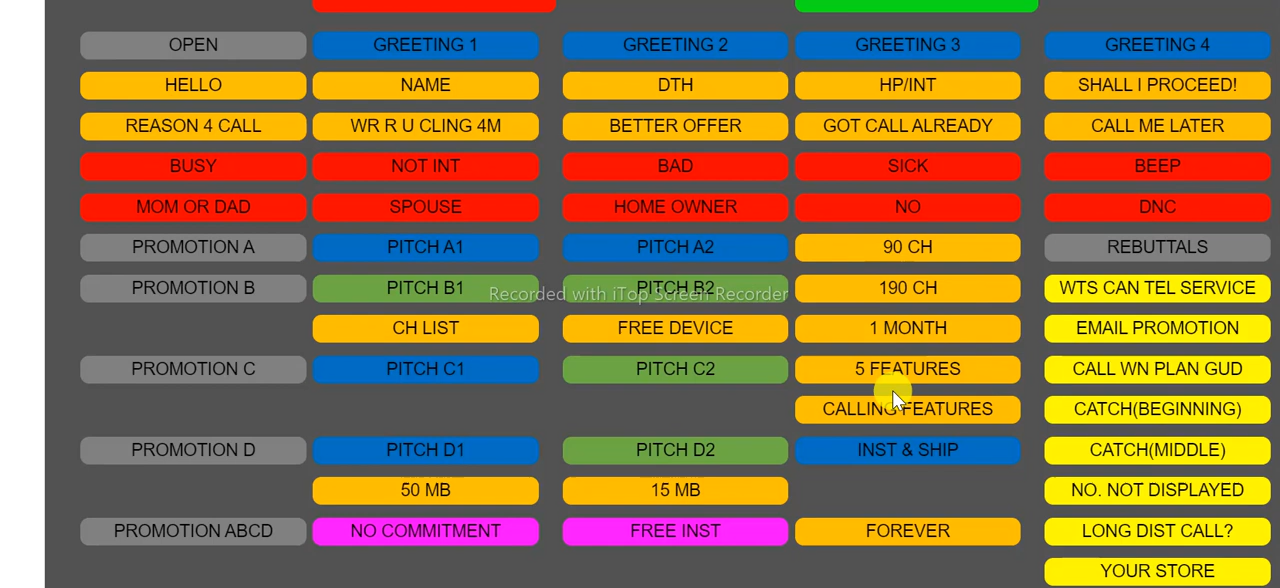 OPEN GREETING 1 GREETING 2 GREETING 3 GREETING 4
HELLO NAME DTH HP/INT SHALL I PROCEED!
REASON 4 CALL WR R U CLING 4M BETTER OFFER GOT CALL ALREADY CALL ME LATER
BUSY NOT INT BAD SICK BEEP
MOM OR DAD SPOUSE HOME OWNER NO DNC
PROMOTION A PITCH A1 PITCH A2 90 CH REBUTTALS
PROMOTION B PITCH B1 PITCH B2 190 CH WTS CAN TEL SERVICE
Recorded with iTop Screen Recorder
CH LIST FREE DEVICE 1 MONTH EMAIL PROMOTION
PROMOTION C PITCH C1 PITCH C2 5 FEATURES CALL WN PLAN GUD
CALLING FEATURES CATCH(BEGINNING)
PROMOTION D PITCH D1 PITCH D2 INST & SHIP CATCH(MIDDLE)
50 MB 15 MB NO. NOT DISPLAYED
PROMOTION ABCD NO COMMITMENT FREE INST FOREVER LONG DIST CALL?
YOUR STORE